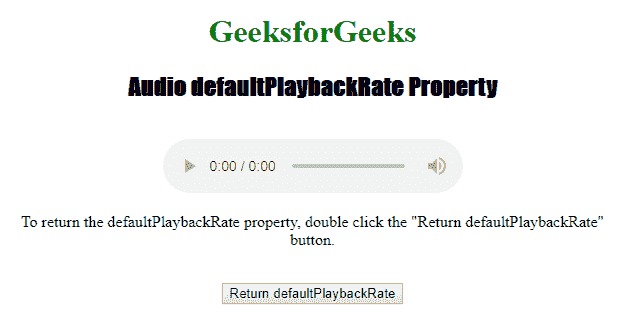 GeeksforGeeks
Audio defaultPlaybackRate Property
0:00 / 0:00
To return the defaultPlaybackRate property, double click the "Return defaultPlaybackRate"
button.
Return defaultPlaybackRate